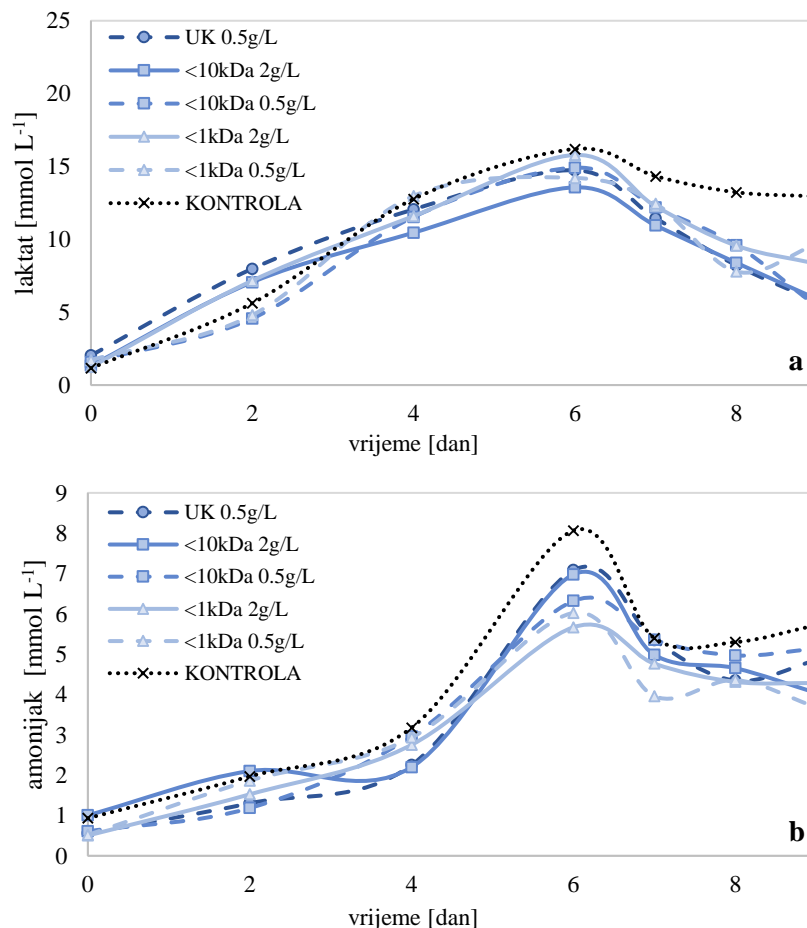 25
20
15
10
5
0
laktat [mmol L-1]
UK 0.5g/L
<10kDa 2g/L
<10kDa 0.5g/L
<1kDa 2g/L
<1kDa 0.5g/L
KONTROLA
a
0 2 4 6 8
vrijeme [dan]
9
8
7
6
5
4
3
2
1
0
amonijak [mmol L-1]
UK 0.5g/L
<10kDa 2g/L
<10kDa 0.5g/L
<1kDa 2g/L
<1kDa 0.5g/L
KONTROLA
b
0 2 4 6 8
vrijeme [dan]